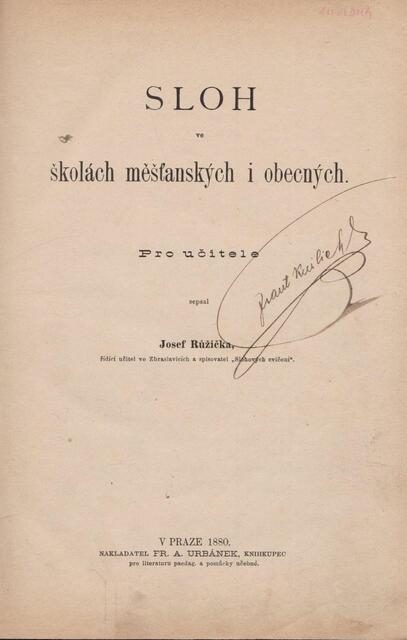 SLOH
ve
školách měšťanských i obecných.
Pro učitele
sepsal
Josef Růžička,
řídící učitel ve Zbraslavicích a spisovatel „Slohových cvičení".
V PRAZE 1880.
NAKLADATEL FR. A. URBÁNEK, KNIHKUPEC
pro literaturu paedag. a pomůcky učebné.